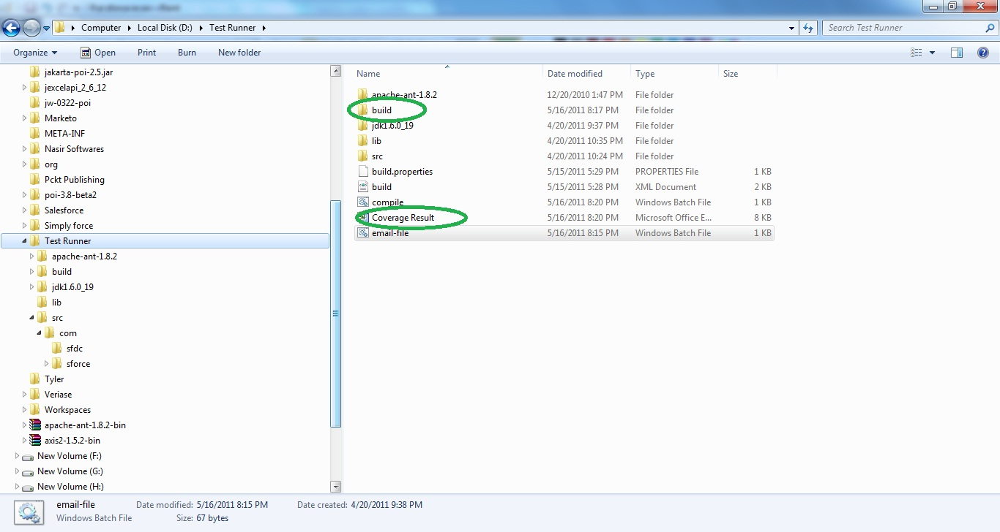 Computer Local Disk (D:) Test Runner Search Test Runner
Organize Open Print Burn New folder
jakarta-poi-2.5.jar
jexcelapi_2_6_12
jw-0322-poi
Marketo
META-INF
Nasir Softwares
org
Pckt Publishing
poi-3.8-beta2
Salesforce
Simply force
Test Runner
apache-ant-1.8.2
build
jdk1.6.0_19
lib
src
com
sfdc
sforce
Tyler
Veriase
Workspaces
apache-ant-1.8.2-bin
axis2-1.5.2-bin
New Volume (F:)
New Volume (G:)
New Volume (H:)
Name Date modified Type Size
apache-ant-1.8.2 12/20/2010 1:47 PM File folder
build 5/16/2011 8:17 PM File folder
jdk1.6.0_19 4/20/2011 9:37 PM File folder
lib 4/20/2011 10:35 PM File folder
src 4/20/2011 10:24 PM File folder
build.properties 5/15/2011 5:29 PM PROPERTIES File 1 KB
build 5/15/2011 5:28 PM XML Document 2 KB
compile 5/16/2011 8:20 PM Windows Batch File 1 KB
Coverage Result 5/16/2011 8:20 PM Microsoft Office E... 8 KB
email-file 5/16/2011 8:15 PM Windows Batch File 1 KB
email-file Date modified: 5/16/2011 8:15 PM Date created: 4/20/2011 9:38 PM
Windows Batch File Size: 67 bytes